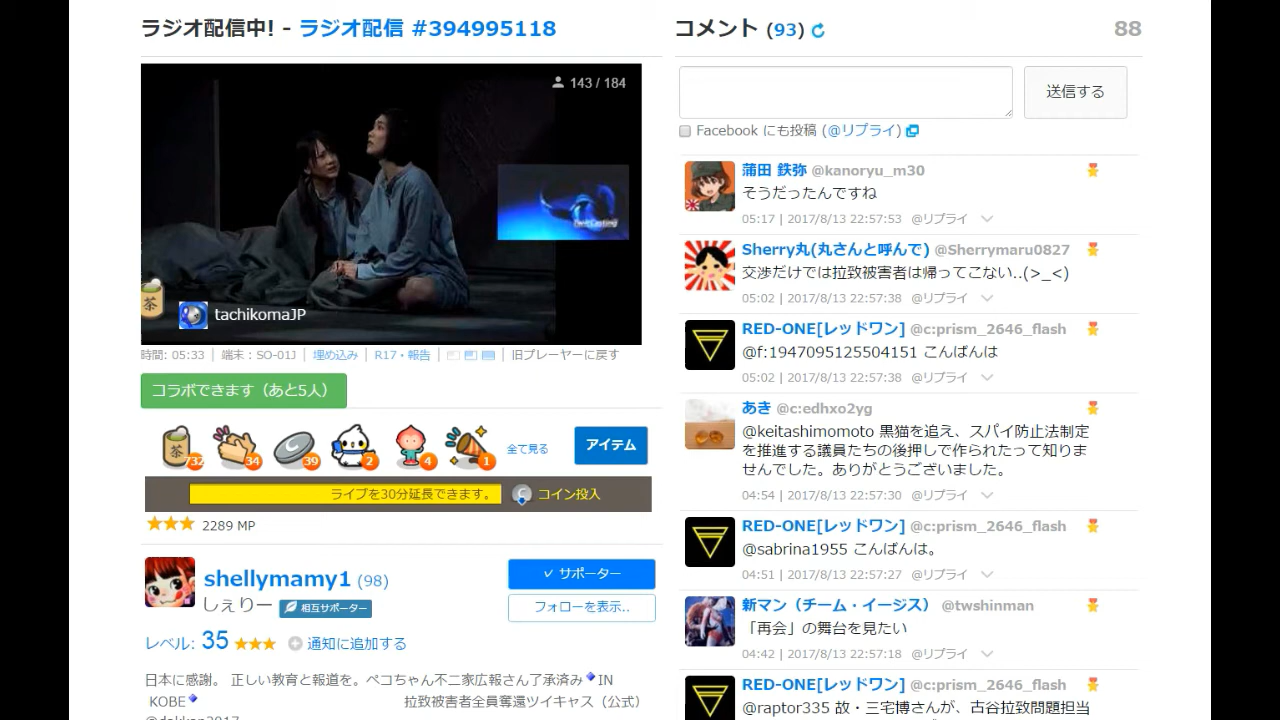 ラジオ配信中! - ラジオ配信 #394995118
143 / 184
TwitCasting
茶
tachikomaJP
時間: 05:33 | 端末：SO-01J | 埋め込み | R17・報告 | 旧プレーヤーに戻す
コラボできます（あと5人）
732 34 39 2 4 1 全て見る アイテム
ライブを30分延長できます。 コイン投入
2289 MP
shellymamy1 (98)
しぇりー 相互サポーター
✓ サポーター
フォローを表示..
レベル: 35 通知に追加する
日本に感謝。 正しい教育と報道を。ペコちゃん不二家広報さん了承済み IN
KOBE 拉致被害者全員奪還ツイキャス（公式）
コメント (93) 88
送信する
Facebook にも投稿 (@リプライ)
蒲田 鉄弥 @kanoryu_m30
そうだったんですね
05:17 | 2017/8/13 22:57:53 @リプライ
Sherry丸(丸さんと呼んで) @Sherrymaru0827
交渉だけでは拉致被害者は帰ってこない..(>_<)
05:02 | 2017/8/13 22:57:38 @リプライ
RED-ONE[レッドワン] @c:prism_2646_flash
@f:1947095125504151 こんばんは
05:02 | 2017/8/13 22:57:38 @リプライ
あき @c:edhxo2yg
@keitashimomoto 黒猫を追え、スパイ防止法制定
を推進する議員たちの後押しで作られたって知りま
せんでした。ありがとうございました。
04:54 | 2017/8/13 22:57:30 @リプライ
RED-ONE[レッドワン] @c:prism_2646_flash
@sabrina1955 こんばんは。
04:51 | 2017/8/13 22:57:27 @リプライ
新マン（チーム・イージス） @twshinman
「再会」の舞台を見たい
04:42 | 2017/8/13 22:57:18 @リプライ
RED-ONE[レッドワン] @c:prism_2646_flash
@raptor335 故・三宅博さんが、古谷拉致問題担当